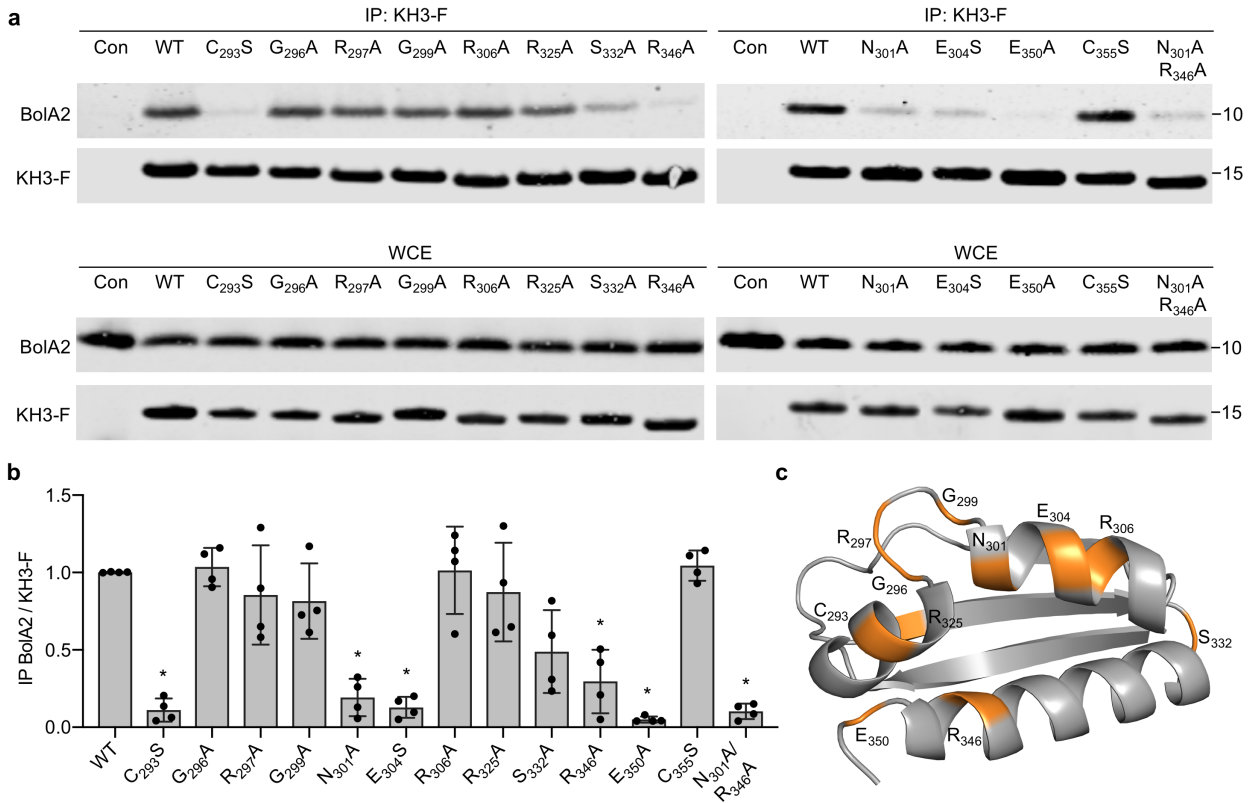 a
IP: KH3-F
Con WT C293S G296A R297A G299A R306A R325A S332A R346A
BolA2
KH3-F
IP: KH3-F
Con WT N301A E304S E350A C355S N301A
R346A
10
15
WCE
Con WT C293S G296A R297A G299A R306A R325A S332A R346A
BolA2
KH3-F
WCE
Con WT N301A E304S E350A C355S N301A
R346A
10
15
b
IP BolA2 / KH3-F
1.5
1.0
0.5
0.0
* * * * * *
WT C293S G296A R297A G299A N301A E304S R306A R325A S332A R346A E350A C355S N301A/
R346A
c
G299
E304
R306
R297
N301
G296
C293
R325
S332
E350
R346